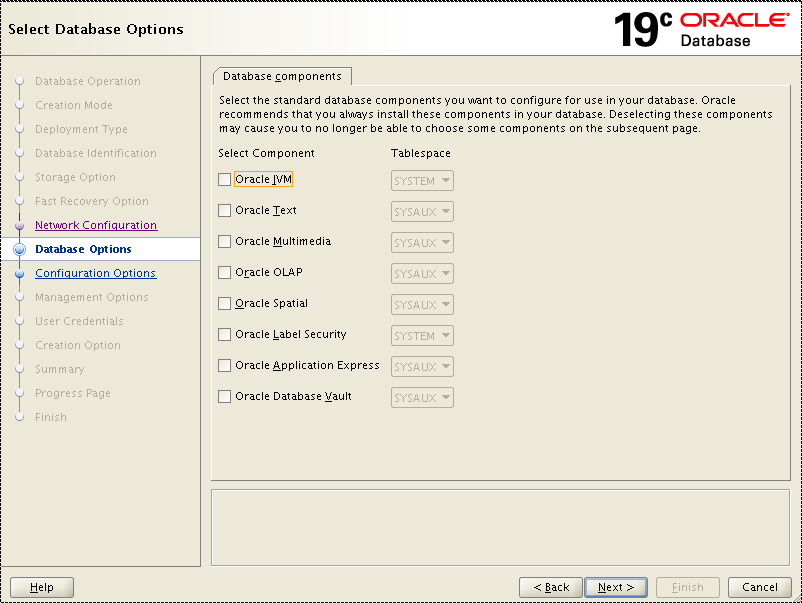 Select Database Options
19c ORACLE
Database
Database Operation
Creation Mode
Deployment Type
Database Identification
Storage Option
Fast Recovery Option
Network Configuration
Database Options
Configuration Options
Management Options
User Credentials
Creation Option
Summary
Progress Page
Finish
Database components
Select the standard database components you want to configure for use in your database. Oracle
recommends that you always install these components in your database. Deselecting these components
may cause you to no longer be able to choose some components on the subsequent page.
Select Component Tablespace
Oracle JVM SYSTEM
Oracle Text SYSAUX
Oracle Multimedia SYSAUX
Oracle OLAP SYSAUX
Oracle Spatial SYSAUX
Oracle Label Security SYSTEM
Oracle Application Express SYSAUX
Oracle Database Vault SYSAUX
Help < Back Next > Finish Cancel